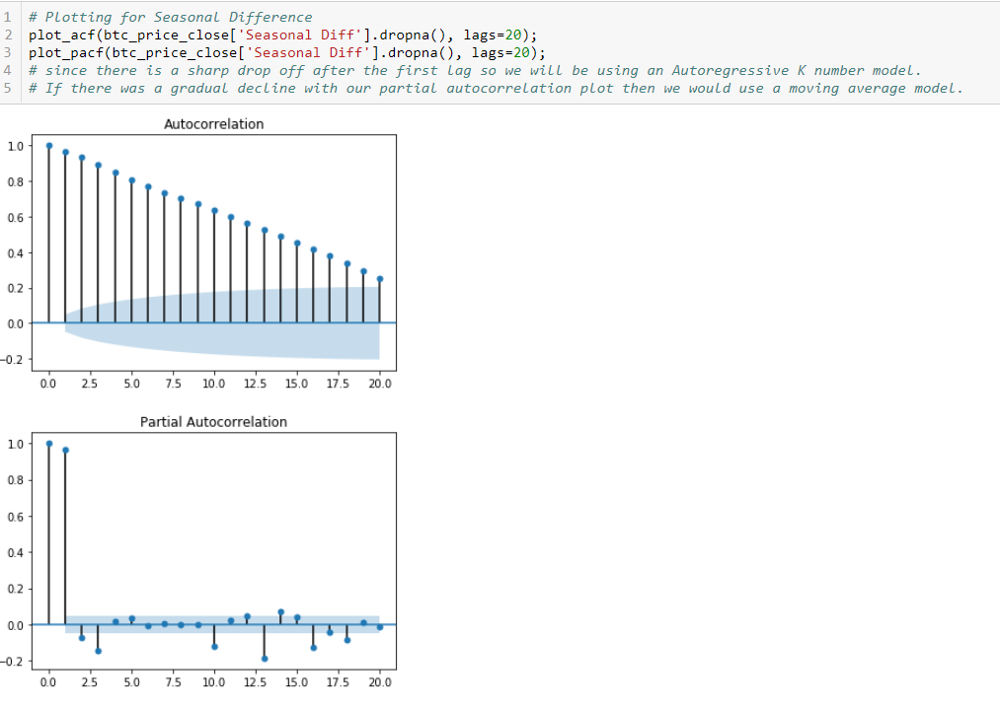 1 # Plotting for Seasonal Difference
2 plot_acf(btc_price_close['Seasonal Diff'].dropna(), lags=20);
3 plot_pacf(btc_price_close['Seasonal Diff'].dropna(), lags=20);
4 # since there is a sharp drop off after the first lag so we will be using an Autoregressive K number model.
5 # If there was a gradual decline with our partial autocorrelation plot then we would use a moving average model.
Autocorrelation
1.0
0.8
0.6
0.4
0.2
0.0
−0.2
0.0 2.5 5.0 7.5 10.0 12.5 15.0 17.5 20.0
Partial Autocorrelation
1.0
0.8
0.6
0.4
0.2
0.0
−0.2
0.0 2.5 5.0 7.5 10.0 12.5 15.0 17.5 20.0